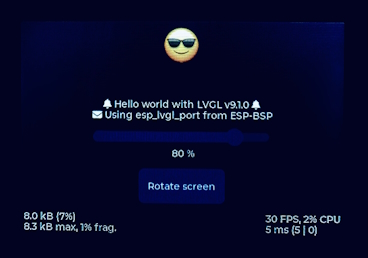 Hello world with LVGL v9.1.0
Using esp_lvgl_port from ESP-BSP
80 %
Rotate screen
8.0 kB (7%)
8.3 kB max, 1% frag.
30 FPS, 2% CPU
5 ms (5 | 0)